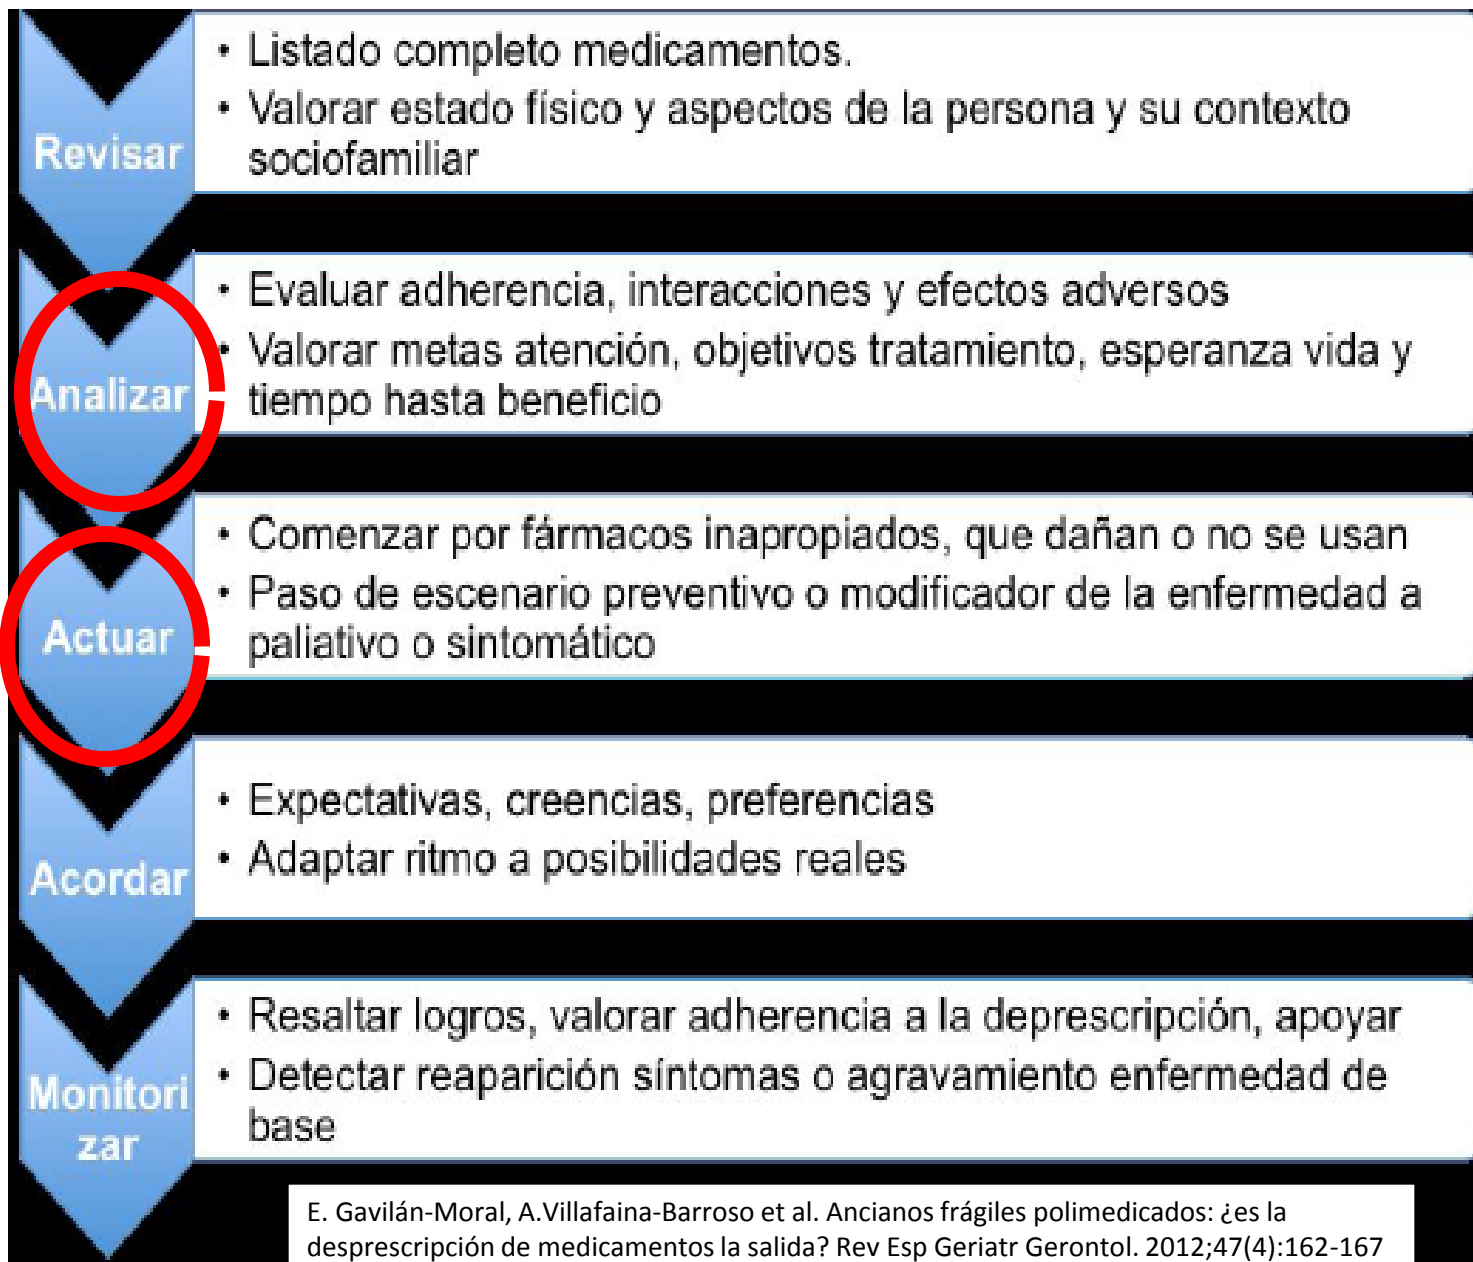 Revisar
• Listado completo medicamentos.
• Valorar estado físico y aspectos de la persona y su contexto
sociofamiliar
Analizar
• Evaluar adherencia, interacciones y efectos adversos
• Valorar metas atención, objetivos tratamiento, esperanza vida y
tiempo hasta beneficio
Actuar
• Comenzar por fármacos inapropiados, que dañan o no se usan
• Paso de escenario preventivo o modificador de la enfermedad a
paliativo o sintomático
Acordar
• Expectativas, creencias, preferencias
• Adaptar ritmo a posibilidades reales
Monitori
zar
• Resaltar logros, valorar adherencia a la deprescripción, apoyar
• Detectar reaparición síntomas o agravamiento enfermedad de
base
E. Gavilán-Moral, A.Villafaina-Barroso et al. Ancianos frágiles polimedicados: ¿es la
desprescripción de medicamentos la salida? Rev Esp Geriatr Gerontol. 2012;47(4):162-167